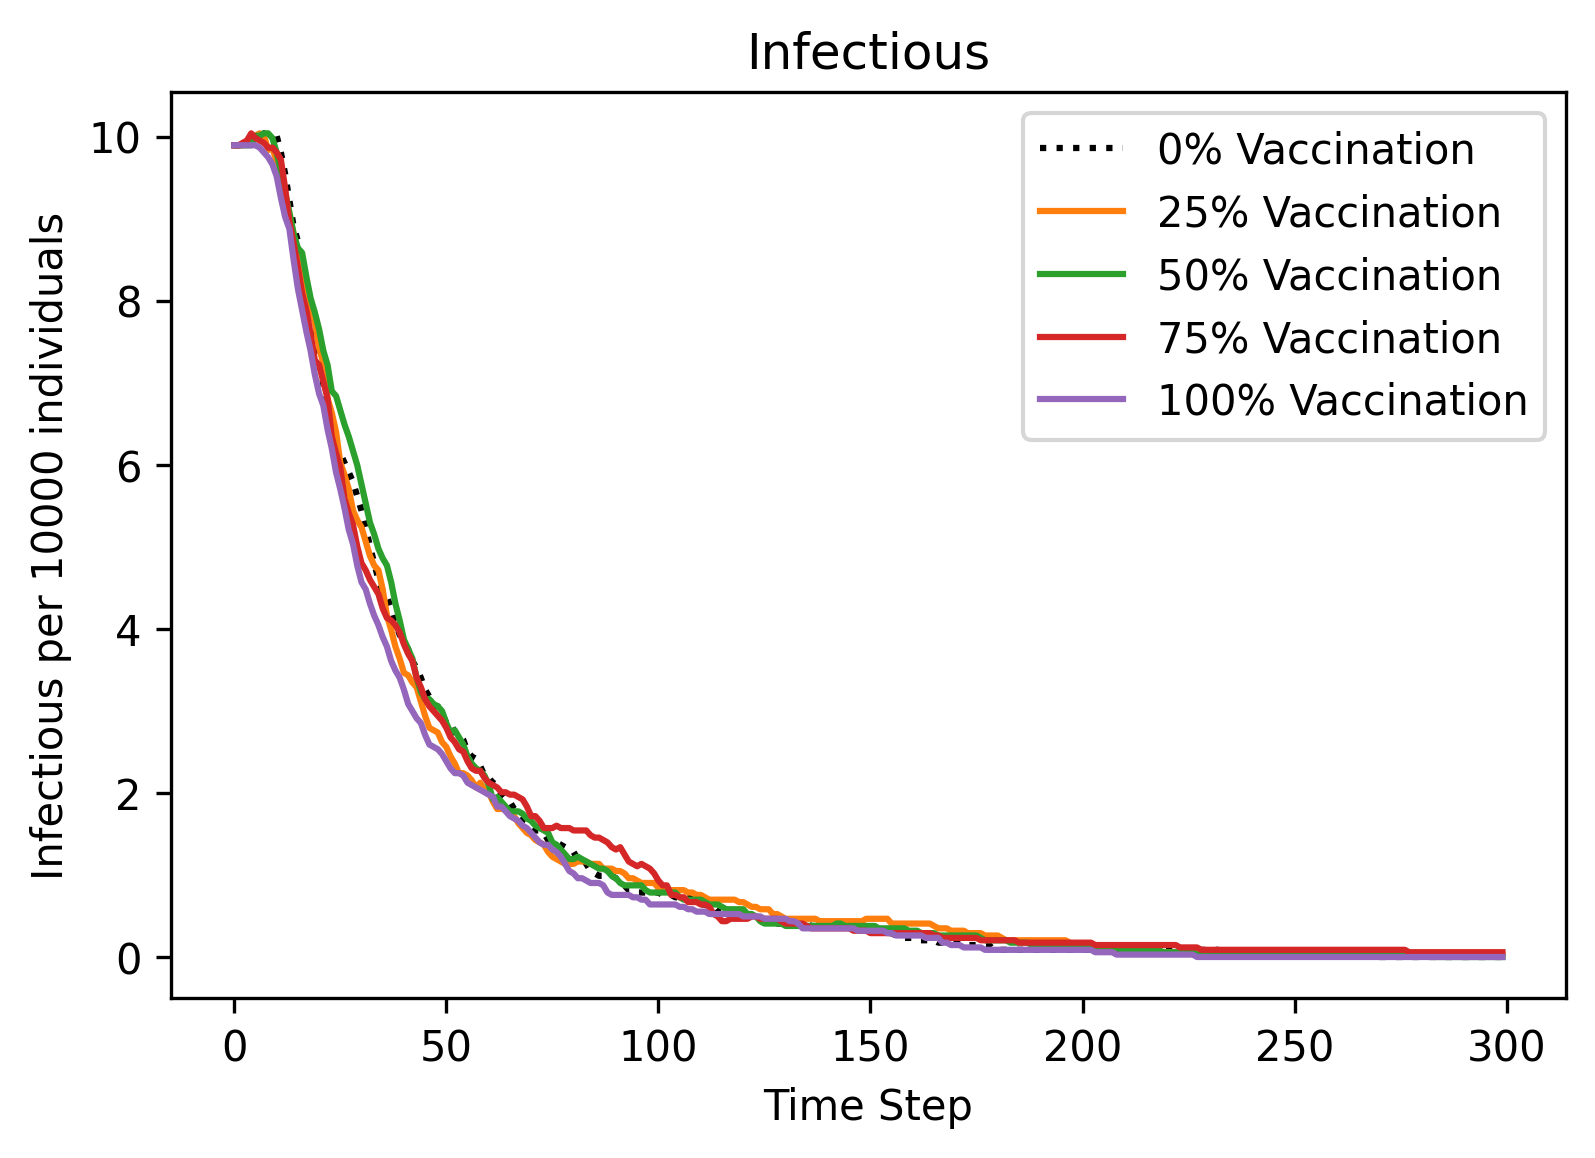 Infectious
Infectious per 10000 individuals
10
8
6
4
2
0
0% Vaccination
25% Vaccination
50% Vaccination
75% Vaccination
100% Vaccination
0 50 100 150 200 250 300
Time Step